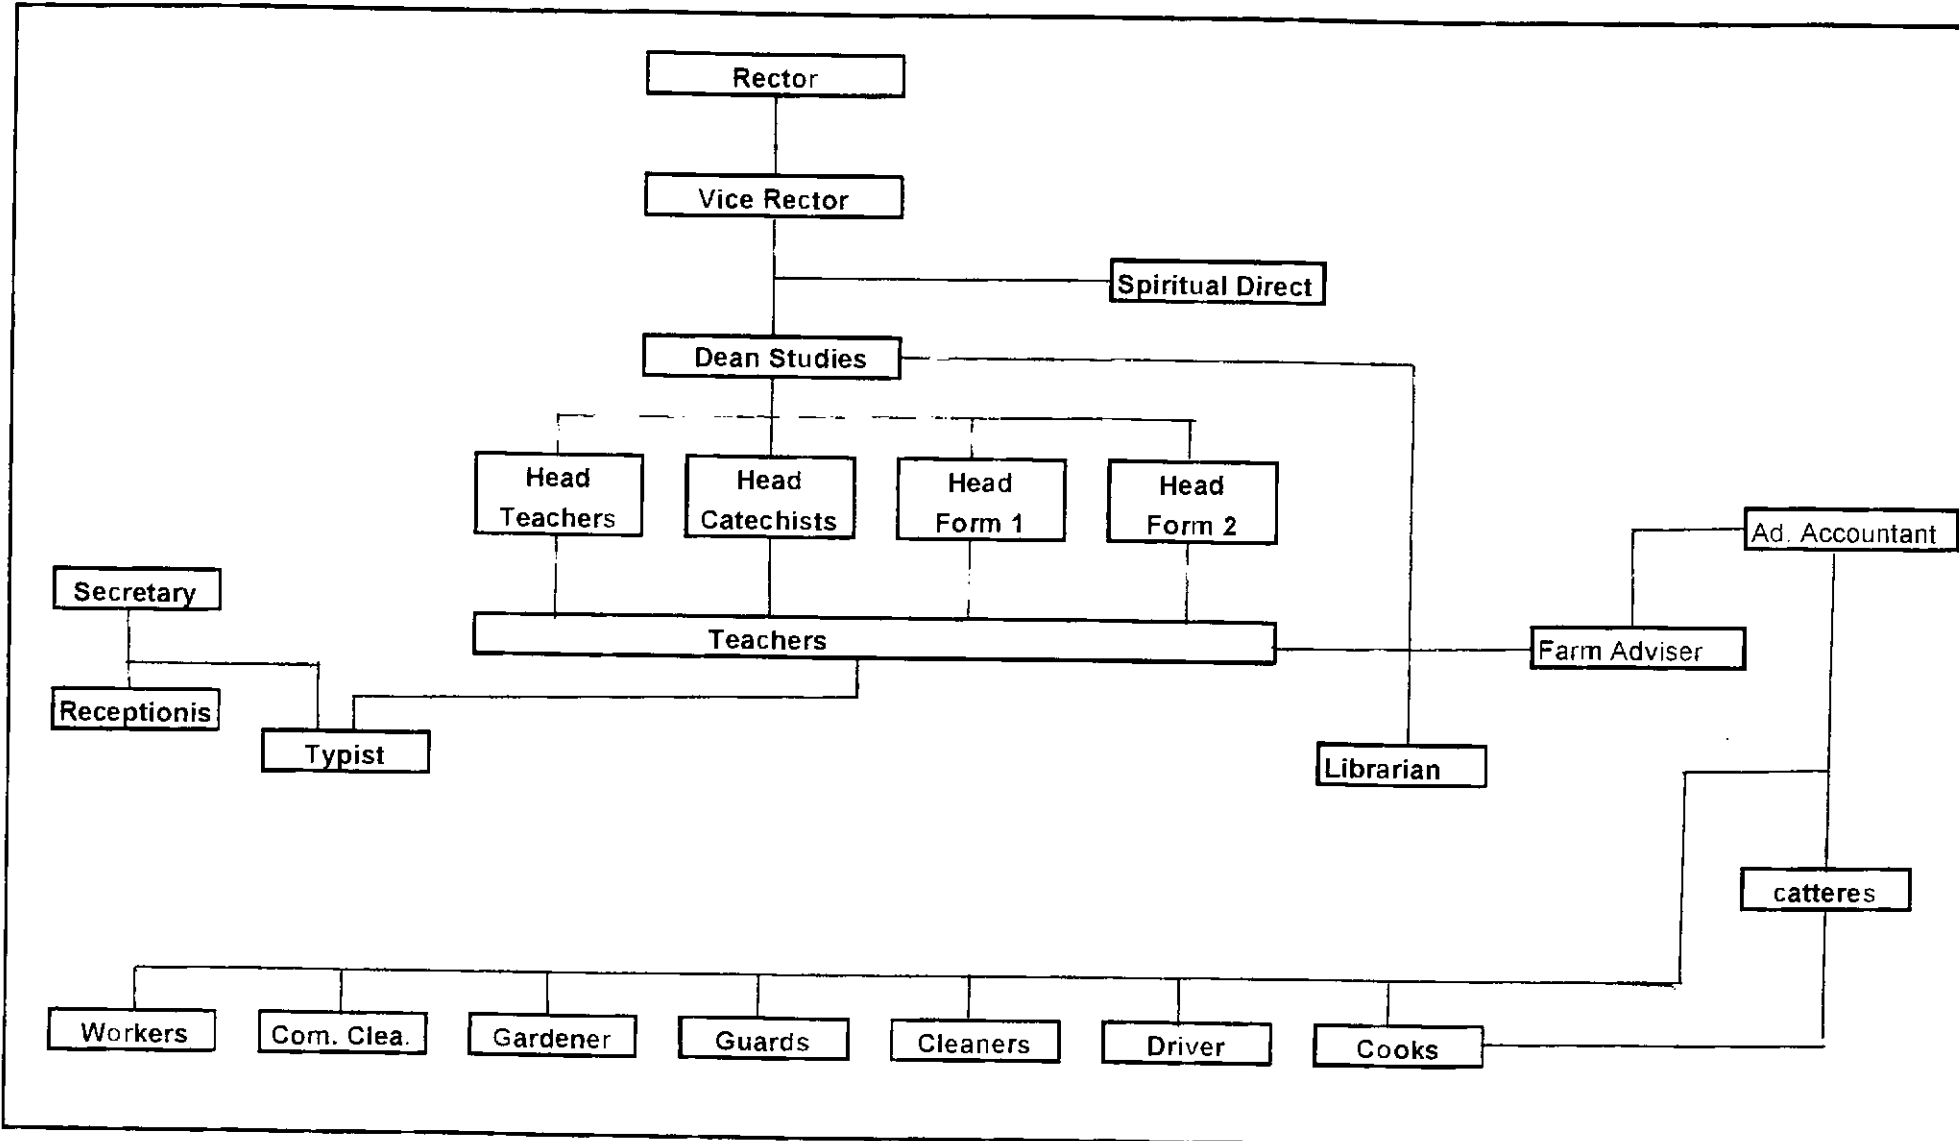 Rector
Vice Rector
Spiritual Direct
Dean Studies
Head
Teachers
Head
Catechists
Head
Form 1
Head
Form 2
Ad. Accountant
Secretary
Teachers
Farm Adviser
Receptionis
Typist
Librarian
catteres
Workers
Com. Clea.
Gardener
Guards
Cleaners
Driver
Cooks